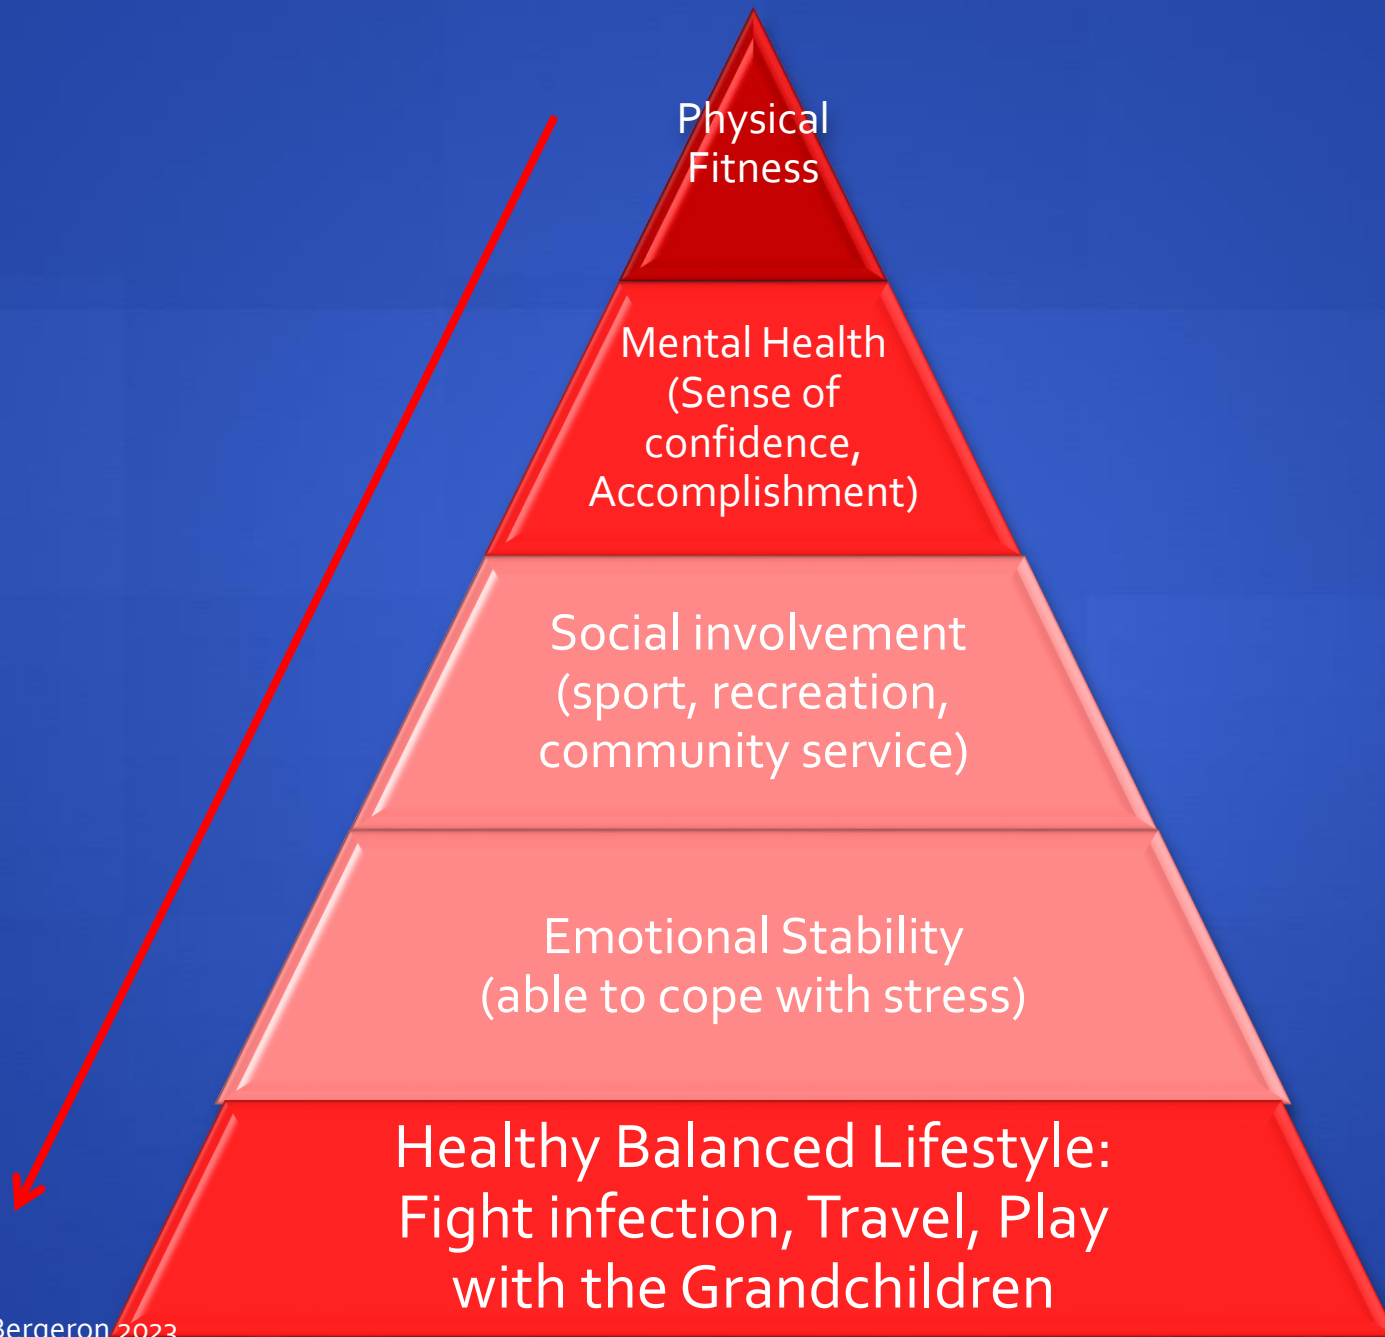 Physical
Fitness
Mental Health
(Sense of
confidence,
Accomplishment)
Social involvement
(sport, recreation,
community service)
Emotional Stability
(able to cope with stress)
Healthy Balanced Lifestyle:
Fight infection, Travel, Play
with the Grandchildren
Bergeron 2023